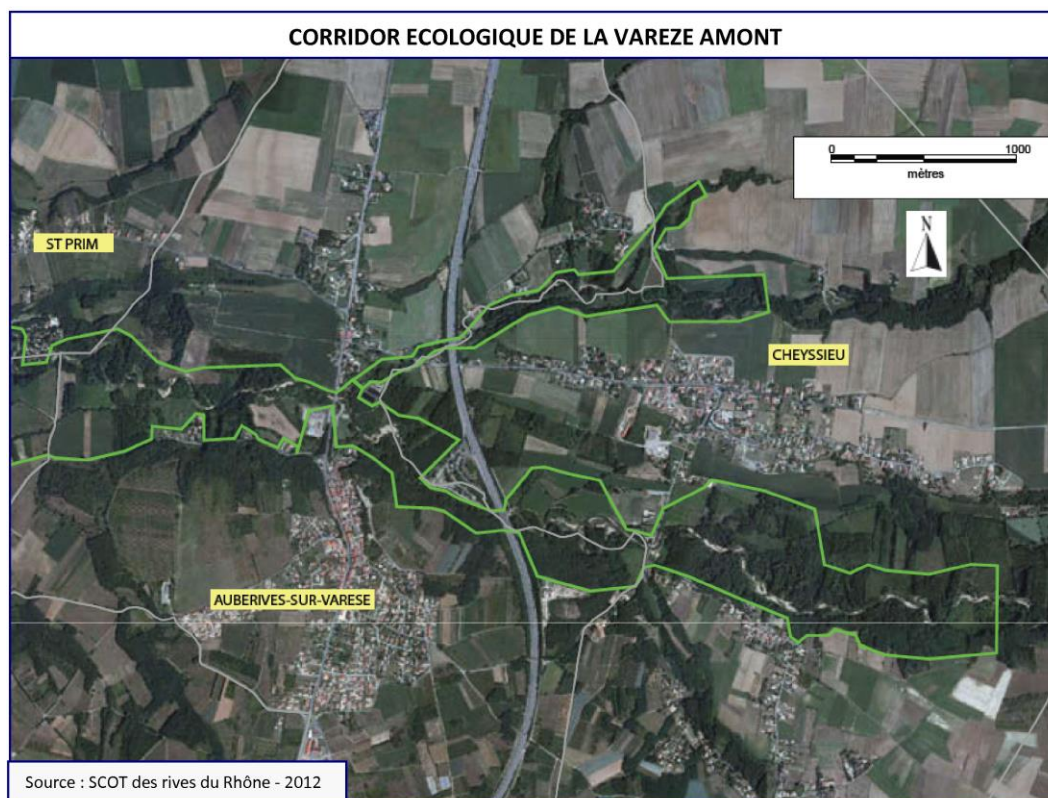 CORRIDOR ECOLOGIQUE DE LA VAREZE AMONT
0 1000
mètres
N
ST PRIM
CHEYSSIEU
AUBERIVES-SUR-VARESE
Source : SCOT des rives du Rhône - 2012